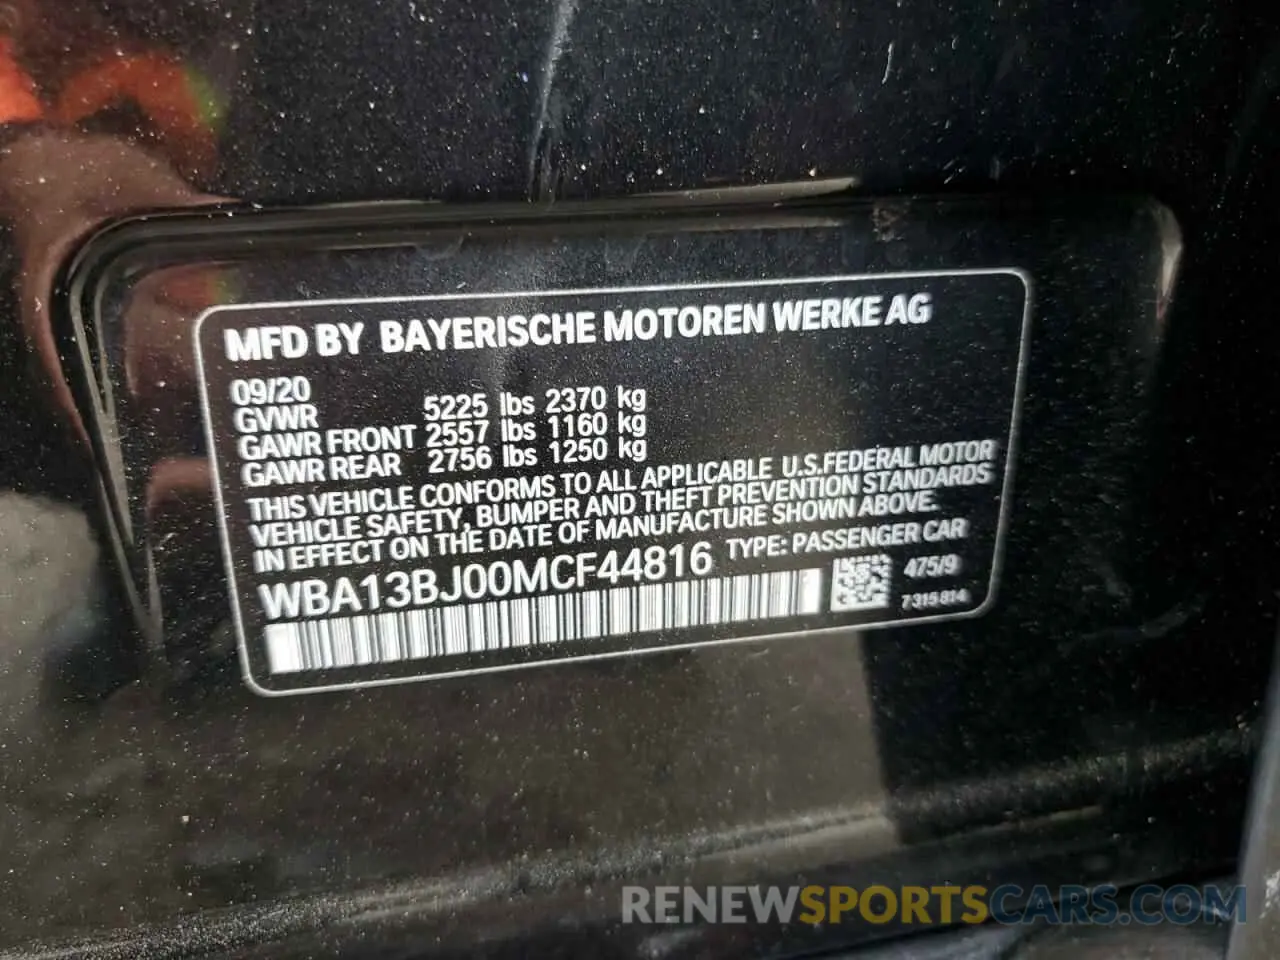 MFD BY BAYERISCHE MOTOREN WERKE AG
09/20
GVWR 5225 lbs 2370 kg
GAWR FRONT 2557 lbs 1160 kg
GAWR REAR 2756 lbs 1250 kg
THIS VEHICLE CONFORMS TO ALL APPLICABLE U.S.FEDERAL MOTOR
VEHICLE SAFETY, BUMPER AND THEFT PREVENTION STANDARDS
IN EFFECT ON THE DATE OF MANUFACTURE SHOWN ABOVE.
WBA13BJ00MCF44816 TYPE: PASSENGER CAR
475/9
7315814
RENEWSPORTSCARS.COM